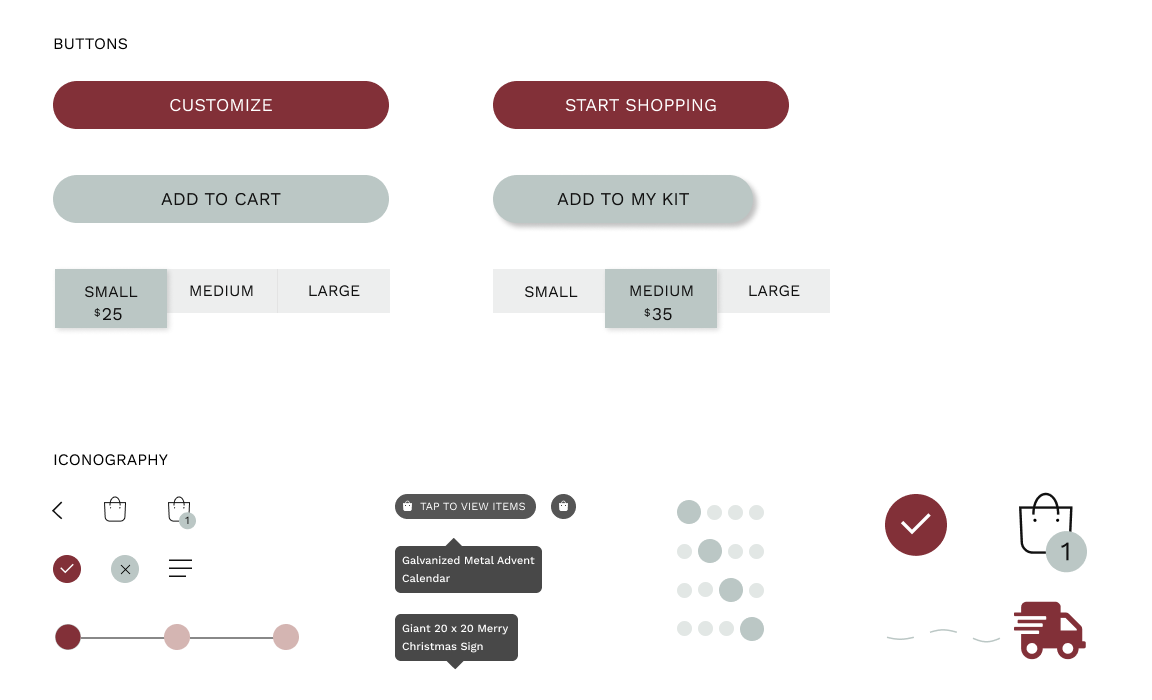 BUTTONS
CUSTOMIZE
START SHOPPING
ADD TO CART
ADD TO MY KIT
SMALL
$25
MEDIUM
LARGE
SMALL
MEDIUM
$35
LARGE
ICONOGRAPHY
1
TAP TO VIEW ITEMS
Galvanized Metal Advent
Calendar
Giant 20 x 20 Merry
Christmas Sign
1